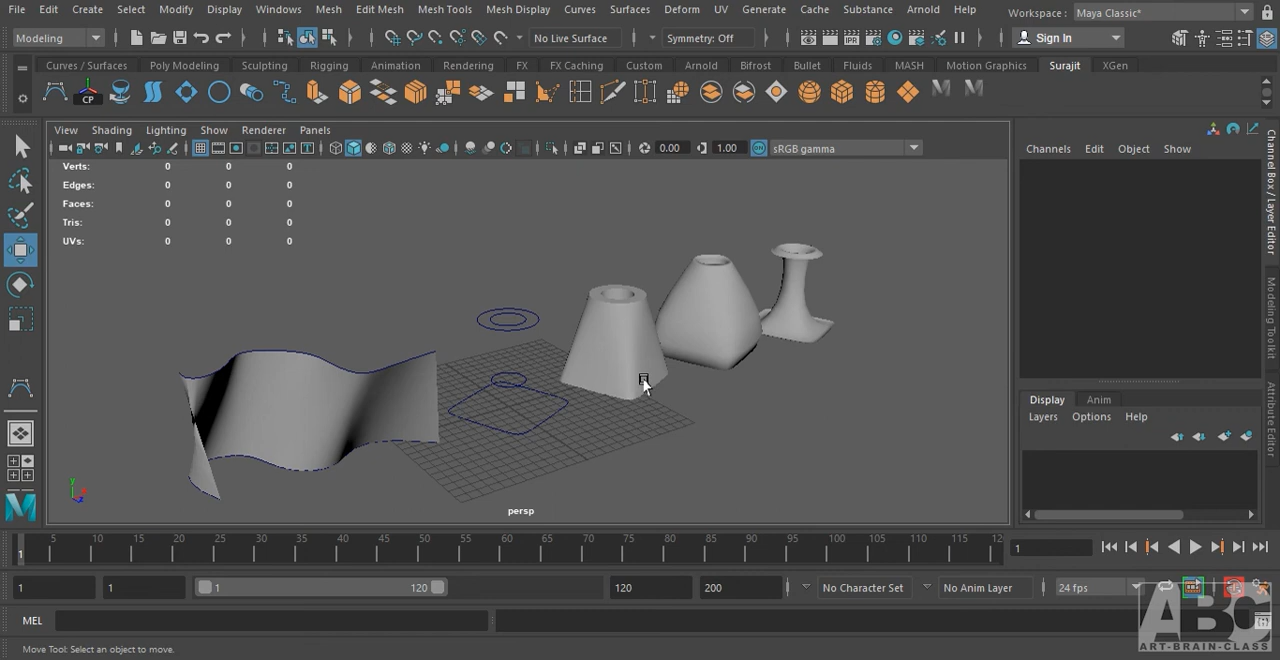 File Edit Create Select Modify Display Windows Mesh Edit Mesh Mesh Tools Mesh Display Curves Surfaces Deform UV Generate Cache Substance Arnold Help
Workspace : Maya Classic*
Modeling No Live Surface Symmetry: Off Sign In
Curves / Surfaces Poly Modeling Sculpting Rigging Animation Rendering FX FX Caching Custom Arnold Bifrost Bullet Fluids MASH Motion Graphics Surajit XGen
CP
View Shading Lighting Show Renderer Panels
0.00 1.00 sRGB gamma
Channels Edit Object Show
Verts: 0 0 0
Edges: 0 0 0
Faces: 0 0 0
Tris: 0 0 0
UVs: 0 0 0
Channel Box / Layer Editor
Modeling Toolkit
Attribute Editor
Display Anim
Layers Options Help
y
persp
5 10 15 20 25 30 35 40 45 50 55 60 65 70 75 80 85 90 95 100 105 110 115 12
1
1
1 1 1 120 120 200 No Character Set No Anim Layer 24 fps
MEL
Move Tool: Select an object to move.
ABC
ART-BRAIN-CLASS